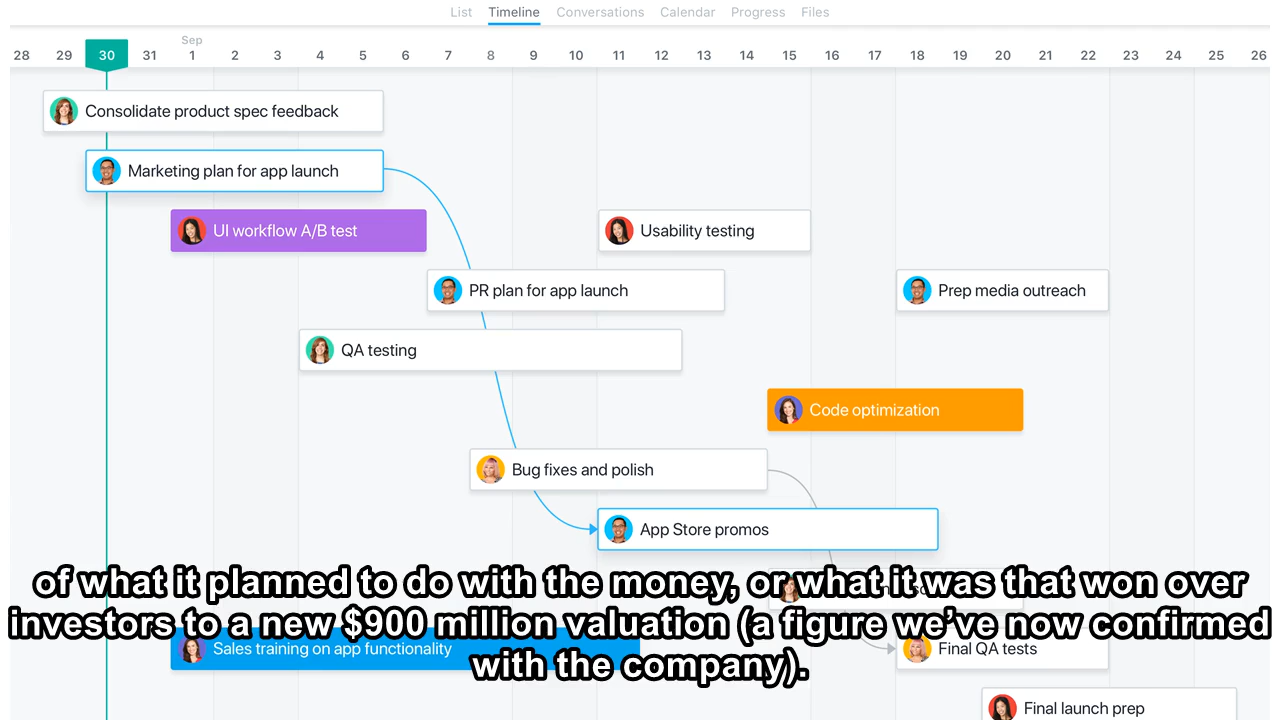 List Timeline Conversations Calendar Progress Files
Sep
28 29 30 31 1 2 3 4 5 6 7 8 9 10 11 12 13 14 15 16 17 18 19 20 21 22 23 24 25 26
Consolidate product spec feedback
Marketing plan for app launch
UI workflow A/B test
Usability testing
PR plan for app launch
Prep media outreach
QA testing
Code optimization
Bug fixes and polish
App Store promos
of what it planned to do with the money, or what it was that won over
investors to a new $900 million valuation (a figure we’ve now confirmed
with the company).
Sales training on app functionality
Final QA tests
Final launch prep